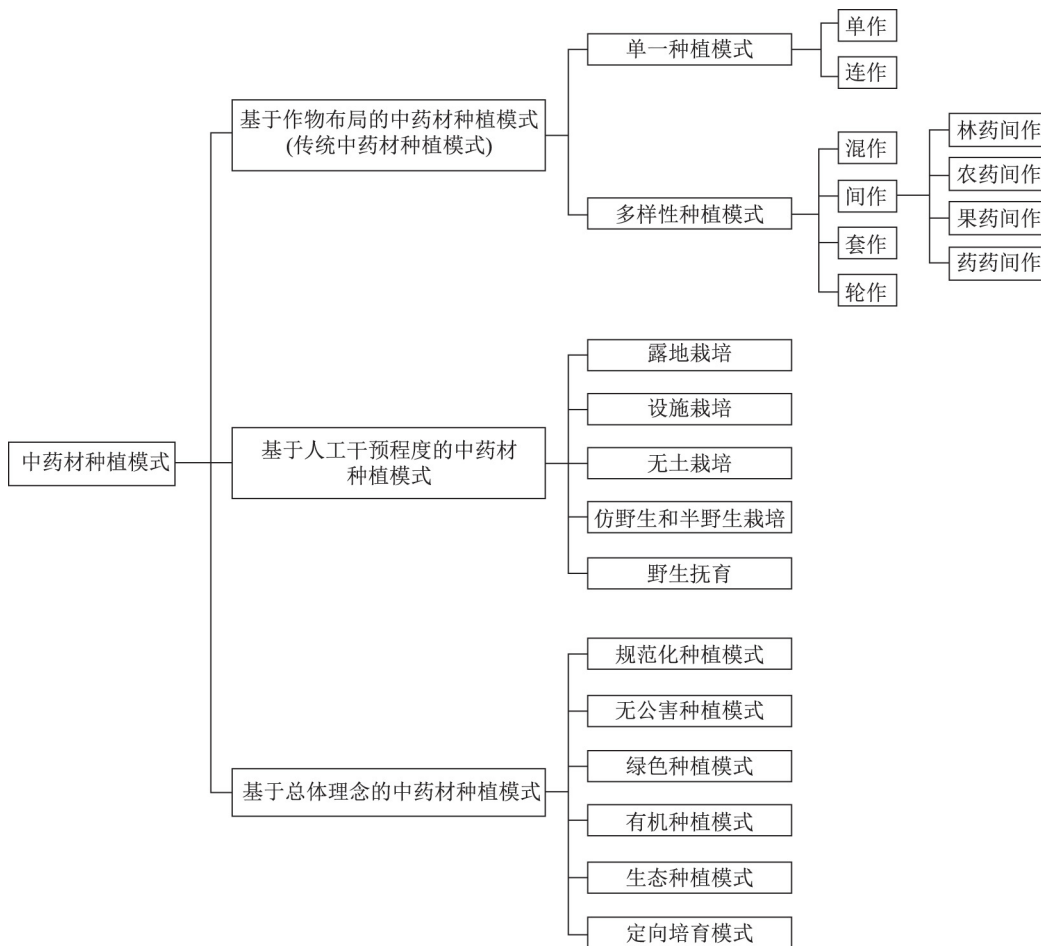 中药材种植模式
基于作物布局的中药材种植模式
(传统中药材种植模式)
单一种植模式
单作
连作
多样性种植模式
混作
间作
林药间作
农药间作
果药间作
药药间作
套作
轮作
基于人工干预程度的中药材
种植模式
露地栽培
设施栽培
无土栽培
仿野生和半野生栽培
野生抚育
基于总体理念的中药材种植模式
规范化种植模式
无公害种植模式
绿色种植模式
有机种植模式
生态种植模式
定向培育模式